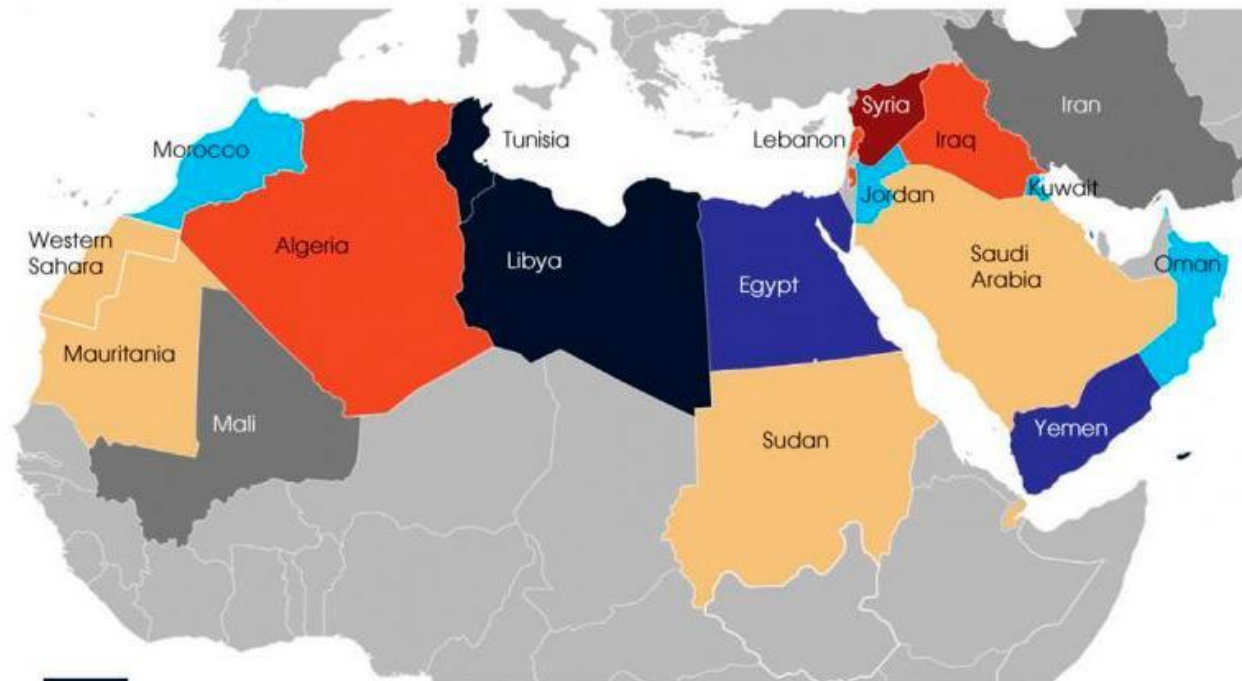 Syria
Iran
Tunisia
Lebanon
Iraq
Morocco
Kuwait
Jordan
Western
Sahara
Algeria
Libya
Saudi
Arabia
Oman
Egypt
Mauritania
Mali
Sudan
Yemen